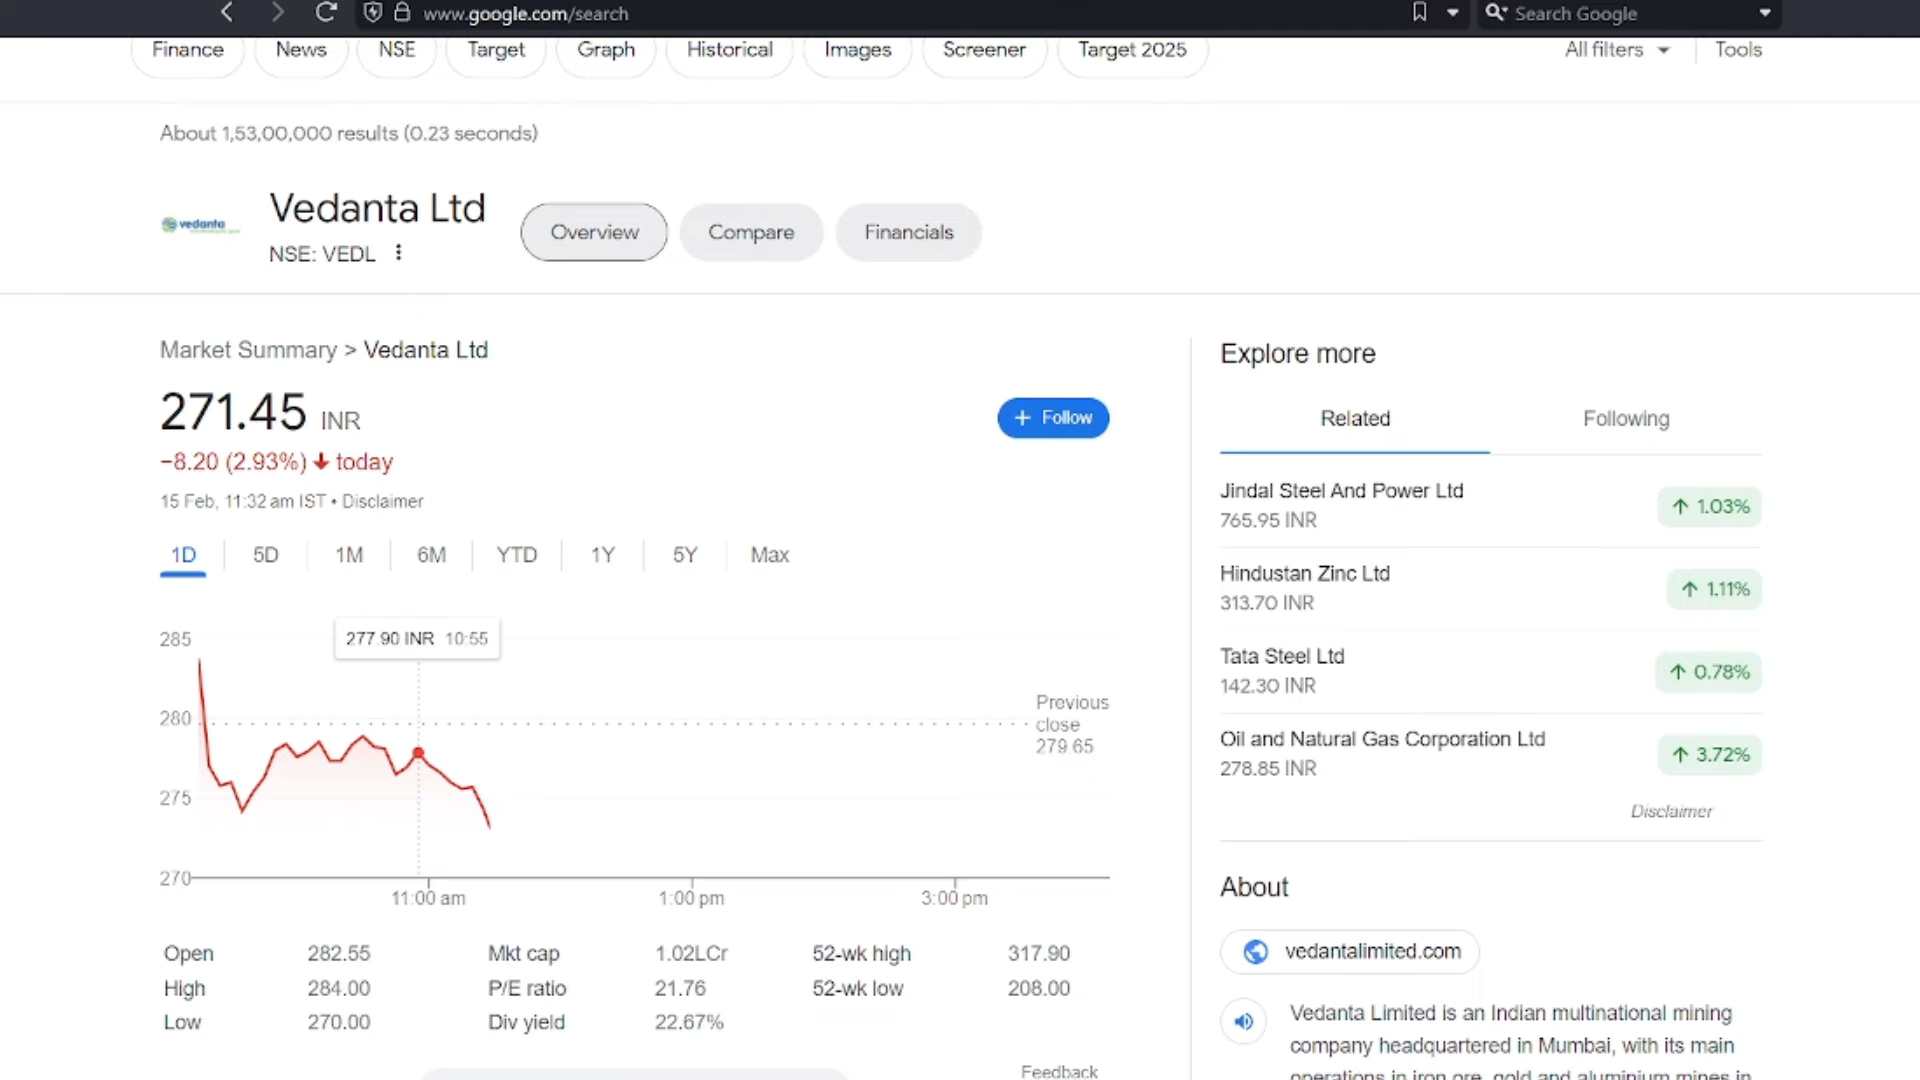 www.google.com/search
Search Google
Finance
News
NSE
Target
Graph
Historical
Images
Screener
Target 2025
All filters
Tools
About 1,53,00,000 results (0.23 seconds)
vedanta
Vedanta Ltd
NSE: VEDL
Overview
Compare
Financials
Market Summary > Vedanta Ltd
271.45 INR
−8.20 (2.93%) today
15 Feb, 11:32 am IST • Disclaimer
+ Follow
1D
5D
1M
6M
YTD
1Y
5Y
Max
277.90 INR 10:55
285
280
275
270
Previous
close
279.65
11:00 am
1:00 pm
3:00 pm
Open 282.55 Mkt cap 1.02LCr 52-wk high 317.90
High 284.00 P/E ratio 21.76 52-wk low 208.00
Low 270.00 Div yield 22.67%
Feedback
Explore more
Related
Following
Jindal Steel And Power Ltd
765.95 INR
1.03%
Hindustan Zinc Ltd
313.70 INR
1.11%
Tata Steel Ltd
142.30 INR
0.78%
Oil and Natural Gas Corporation Ltd
278.85 INR
3.72%
Disclaimer
About
vedantalimited.com
Vedanta Limited is an Indian multinational mining
company headquartered in Mumbai, with its main
operations in iron ore, gold and aluminium mines in